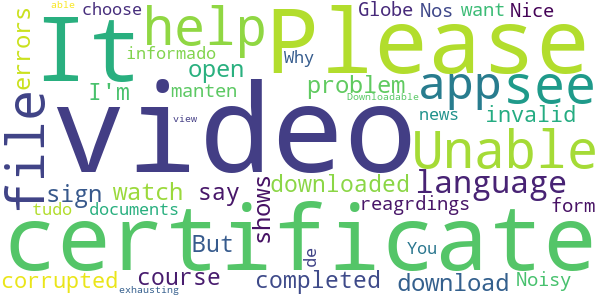 able
choose
Globe Nos want Nice
errors
It
help
Please
informado
Why
open
I'm
manten
problem
app
see
Downloadable
video
news
invalid
view
file
Unable
sign
watch
say
shows
downloaded
language
tudo
documents
reagrdings
form
certificate
But
de
You
corrupted
course
completed
download
Noisy
exhausting